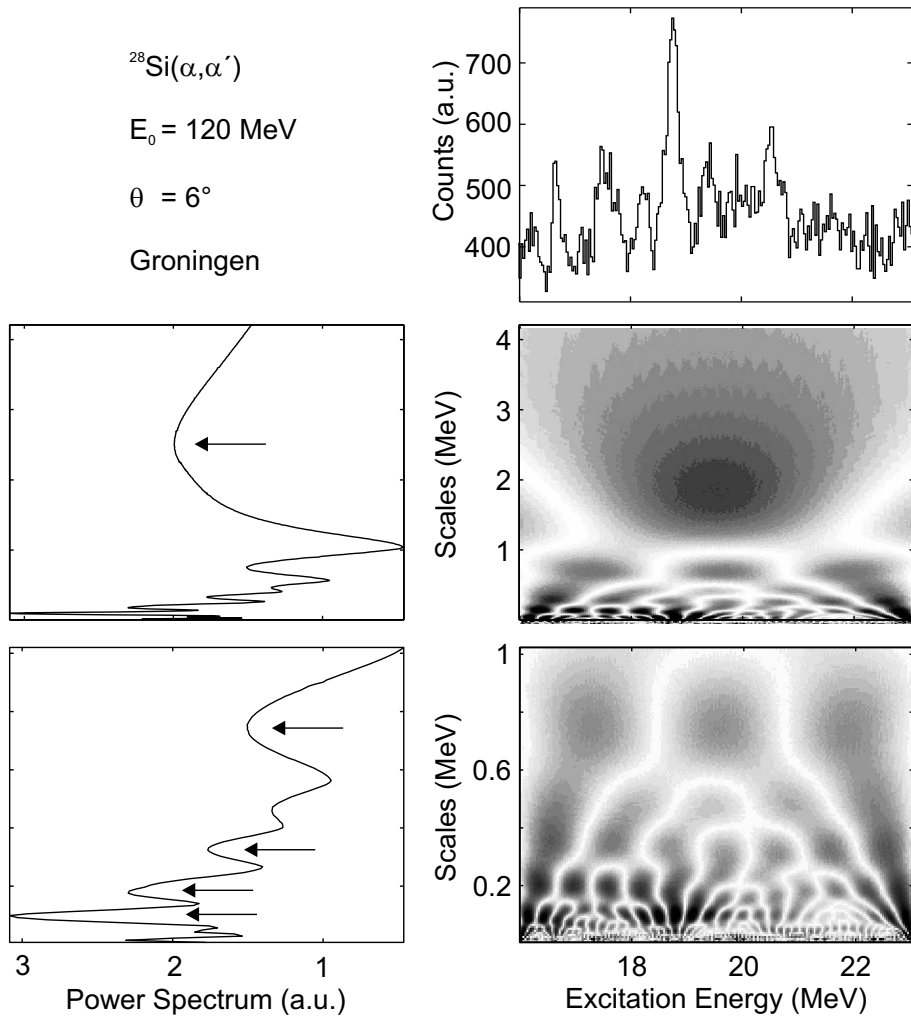 ²⁸Si(α,α´)
E₀ = 120 MeV
θ = 6°
Groningen
Counts (a.u.)
700
600
500
400
Scales (MeV)
4
3
2
1
Scales (MeV)
1
0.6
0.2
3 2 1
Power Spectrum (a.u.)
18 20 22
Excitation Energy (MeV)